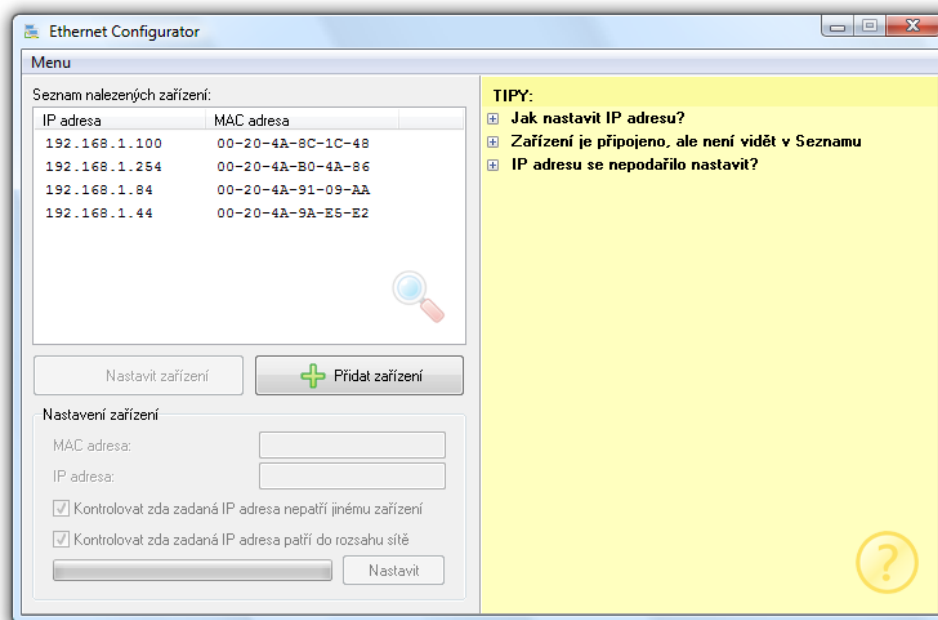 Ethernet Configurator
Menu
Seznam nalezených zařízení:
IP adresa MAC adresa
192.168.1.100 00-20-4A-8C-1C-48
192.168.1.254 00-20-4A-B0-4A-86
192.168.1.84 00-20-4A-91-09-AA
192.168.1.44 00-20-4A-9A-E5-E2
Nastavit zařízení Přidat zařízení
Nastavení zařízení
MAC adresa:
IP adresa:
Kontrolovat zda zadaná IP adresa nepatří jinému zařízení
Kontrolovat zda zadaná IP adresa patří do rozsahu sítě
Nastavit
TIPY:
Jak nastavit IP adresu?
Zařízení je připojeno, ale není vidět v Seznamu
IP adresu se nepodařilo nastavit?
?